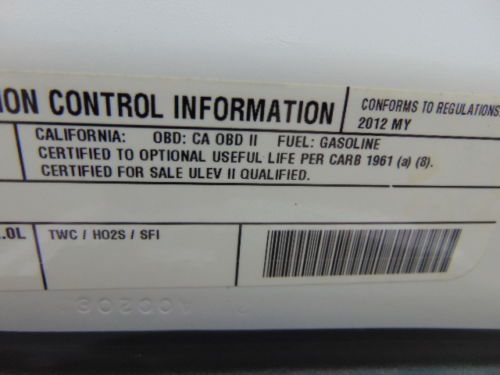 ION CONTROL INFORMATION
CONFORMS TO REGULATIONS:
2012 MY
CALIFORNIA: OBD: CA OBD II FUEL: GASOLINE
CERTIFIED TO OPTIONAL USEFUL LIFE PER CARB 1961 (a) (8).
CERTIFIED FOR SALE ULEV II QUALIFIED.
.0L
TWC / HO2S / SFI